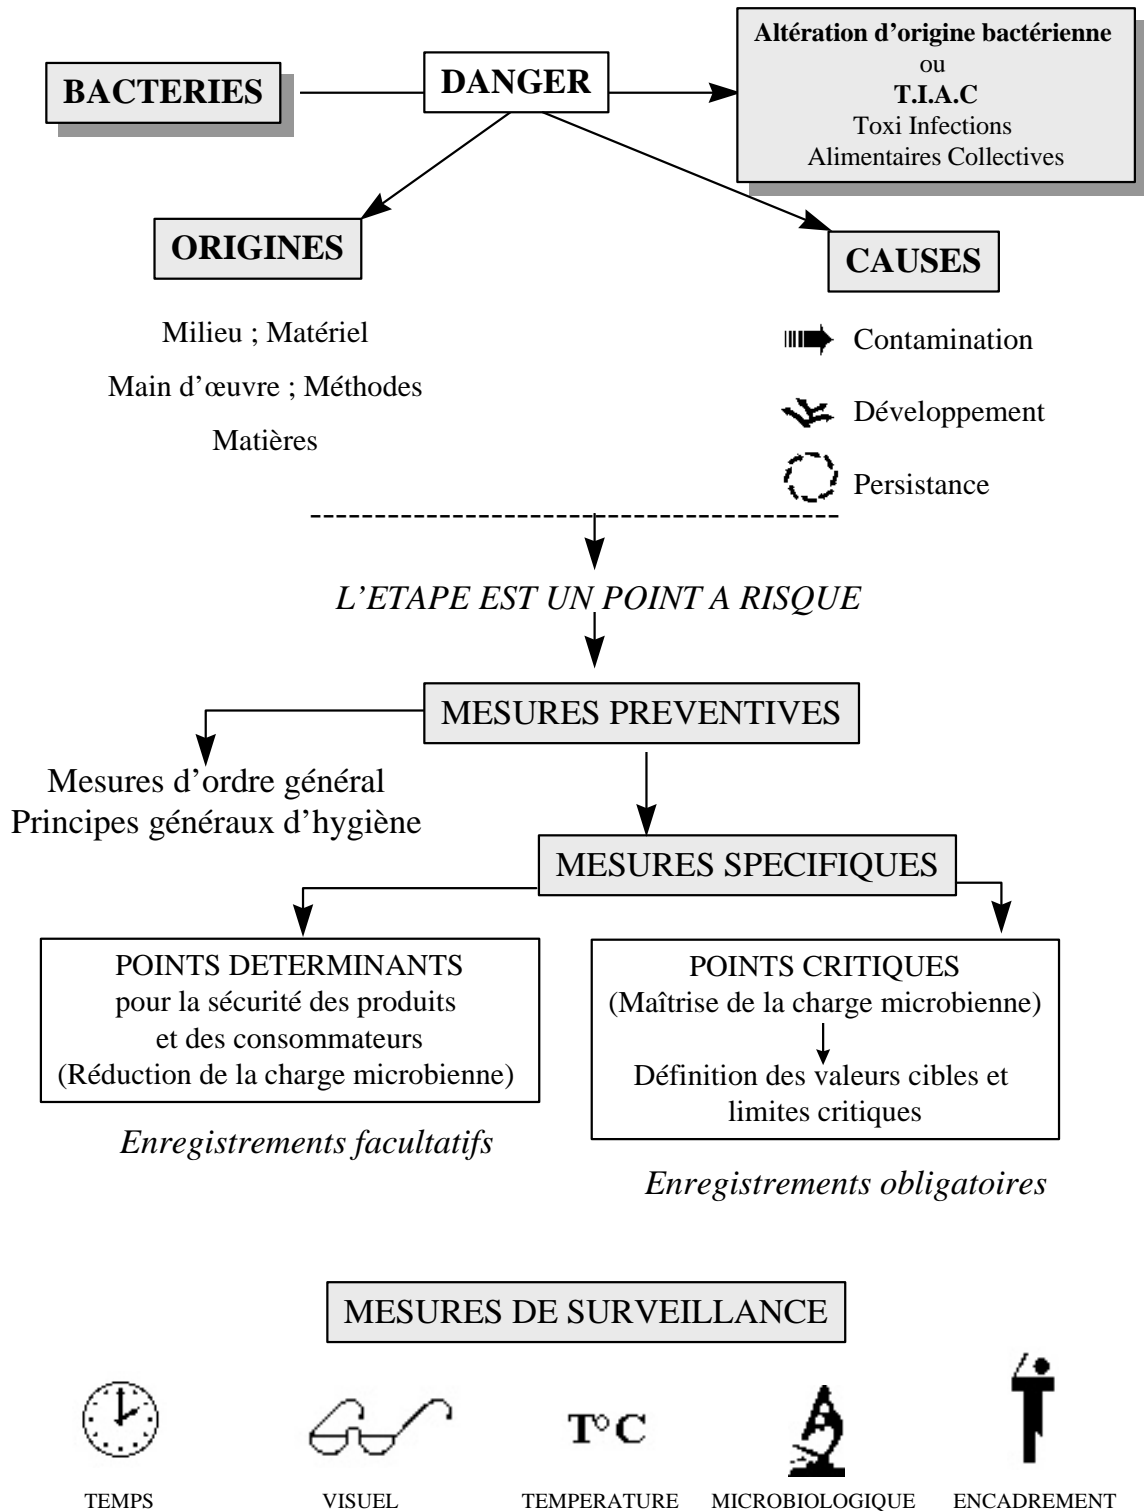 Altération d'origine bactérienne
ou
T.I.A.C
Toxi Infections
Alimentaires Collectives
BACTERIES
DANGER
ORIGINES
CAUSES
Milieu ; Matériel
Main d'œuvre ; Méthodes
Matières
Contamination
Développement
Persistance
L'ETAPE EST UN POINT A RISQUE
MESURES PREVENTIVES
Mesures d'ordre général
Principes généraux d'hygiène
MESURES SPECIFIQUES
POINTS DETERMINANTS
pour la sécurité des produits
et des consommateurs
(Réduction de la charge microbienne)
Enregistrements facultatifs
POINTS CRITIQUES
(Maîtrise de la charge microbienne)
Définition des valeurs cibles et
limites critiques
Enregistrements obligatoires
MESURES DE SURVEILLANCE
T°C
TEMPS
VISUEL
TEMPERATURE
MICROBIOLOGIQUE
ENCADREMENT